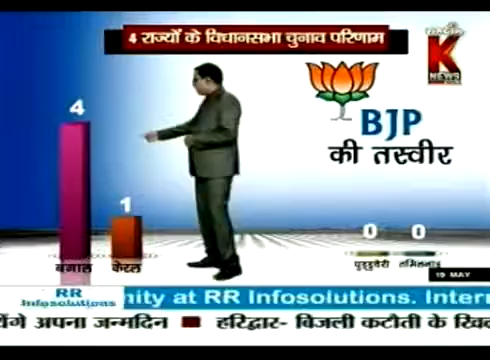 4 राज्यों के विधानसभा चुनाव परिणाम
K
NEWS
BJP
की तस्वीर
4
1
0 0
बंगाल केरल
पुडुचेरी तमिलनाडु
19 MAY
RR
Infosolutions
nity at RR Infosolutions. Intern
येंगे अपना जन्मदिन ■ हरिद्वार- बिजली कटौती के खिल